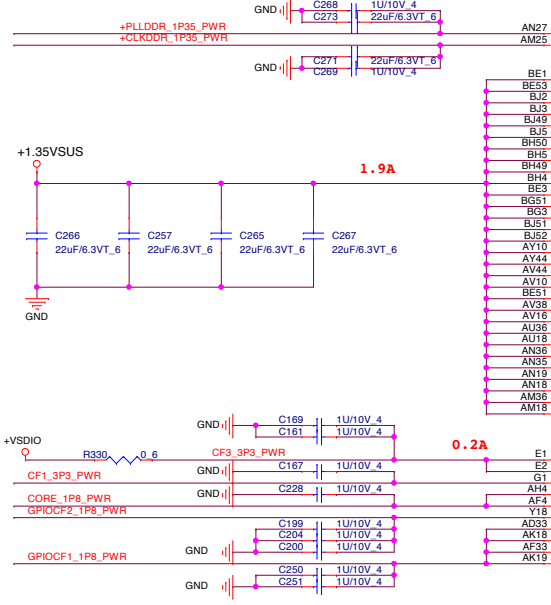 GND C268 1U/10V_4
C273 22uF/6.3VT_6
+PLLDDR_1P35_PWR AN27
+CLKDDR_1P35_PWR AM25
C271 22uF/6.3VT_6
GND C269 1U/10V_4
BE1
BE53
BJ2
BJ3
BJ49
BJ5
BH50
BH5
BH49
BH4
BE3
BG51
BG3
BJ51
BJ52
AY10
AY44
AV44
AV10
BE51
AV38
AV16
AU36
AU18
AN36
AN35
AN19
AN18
AM36
AM18
+1.35VSUS
1.9A
C266 C257 C265 C267
22uF/6.3VT_6 22uF/6.3VT_6 22uF/6.3VT_6 22uF/6.3VT_6
GND
GND C169 1U/10V_4
C161 1U/10V_4
+VSDIO 0.2A
R330 0_6 CF3_3P3_PWR E1
GND C167 1U/10V_4 E2
CF1_3P3_PWR G1
GND C228 1U/10V_4 AH4
CORE_1P8_PWR AF4
GPIOCF2_1P8_PWR Y18
C199 1U/10V_4 AD33
C204 1U/10V_4 AK18
GND C200 1U/10V_4 AF33
GPIOCF1_1P8_PWR AK19
C250 1U/10V_4
GND C251 1U/10V_4